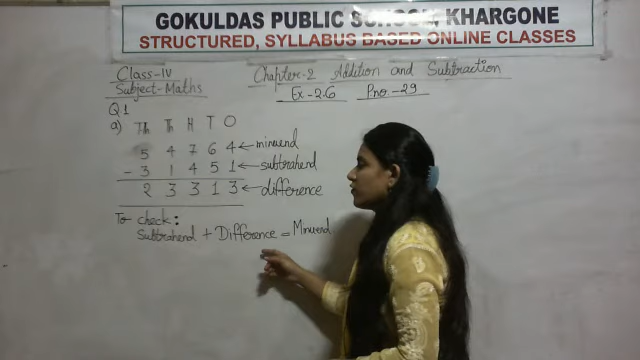 GOKULDAS PUBLIC SCHOOL, KHARGONE
STRUCTURED, SYLLABUS BASED ONLINE CLASSES
Class-IV
Subject-Maths
Chapter-2 Addition and Subtraction
Ex-2.6 P.no-29
Q1
a) TTh Th H T O
5 4 7 6 4 ← minuend
- 3 1 4 5 1 ← subtrahend
2 3 3 1 3 ← difference
To check:
Subtrahend + Difference = Minuend